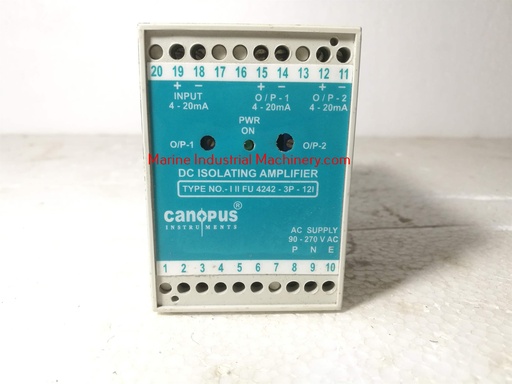 20 19 18 17 16 15 14 13 12 11
+ - + - + -
INPUT O/P-1 O/P-2
4-20mA 4-20mA 4-20mA
PWR
ON
O/P-1 O/P-2
Marine Industrial Machinery.com
DC ISOLATING AMPLIFIER
TYPE NO.- I II FU 4242 - 3P - 12I
canopus®
INSTRUMENTS
AC SUPPLY
90 - 270 V AC
P N E
1 2 3 4 5 6 7 8 9 10